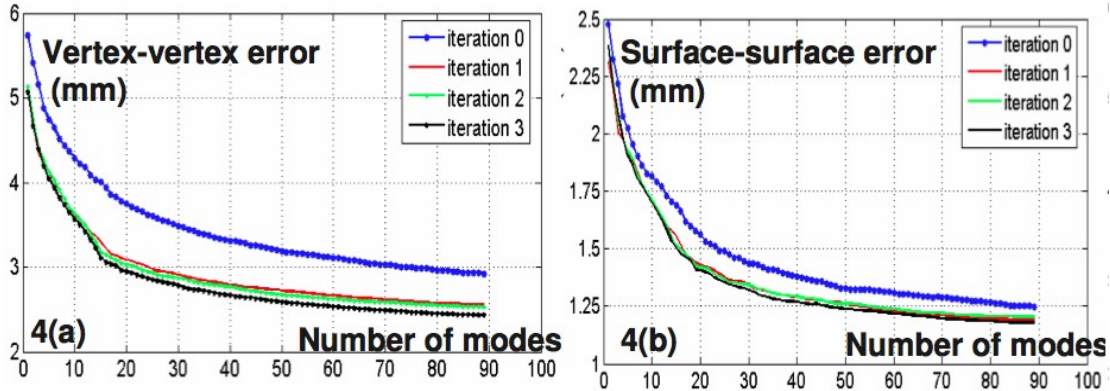 6
5
4
3
2
0 10 20 30 40 50 60 70 80 90 100
Vertex-vertex error
(mm)
iteration 0
iteration 1
iteration 2
iteration 3
4(a)
Number of modes
2.5
2.25
2
1.75
1.5
1.25
1
0 10 20 30 40 50 60 70 80 90 100
Surface-surface error
(mm)
iteration 0
iteration 1
iteration 2
iteration 3
4(b)
Number of modes